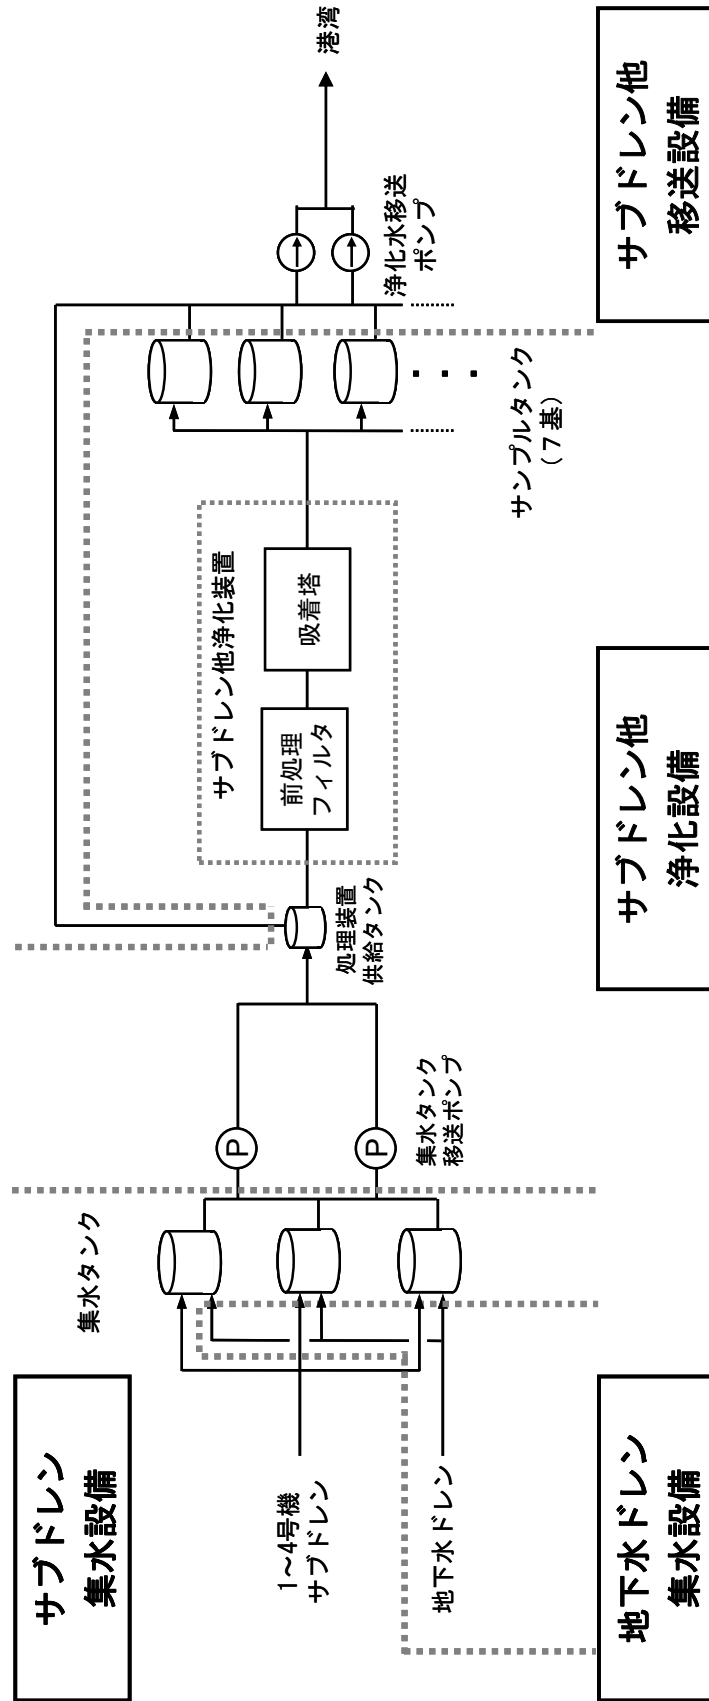 サブドレン
集水設備
集水タンク
1~4号機
サブドレン
地下水ドレン
地下水ドレン
集水設備
P
P
集水タンク
移送ポンプ
処理装置
供給タンク
サブドレン他浄化装置
前処理
フィルタ
吸着塔
サブドレン他
浄化設備
サンプルタンク
(7基)
浄化水移送
ポンプ
港湾
サブドレン他
移送設備